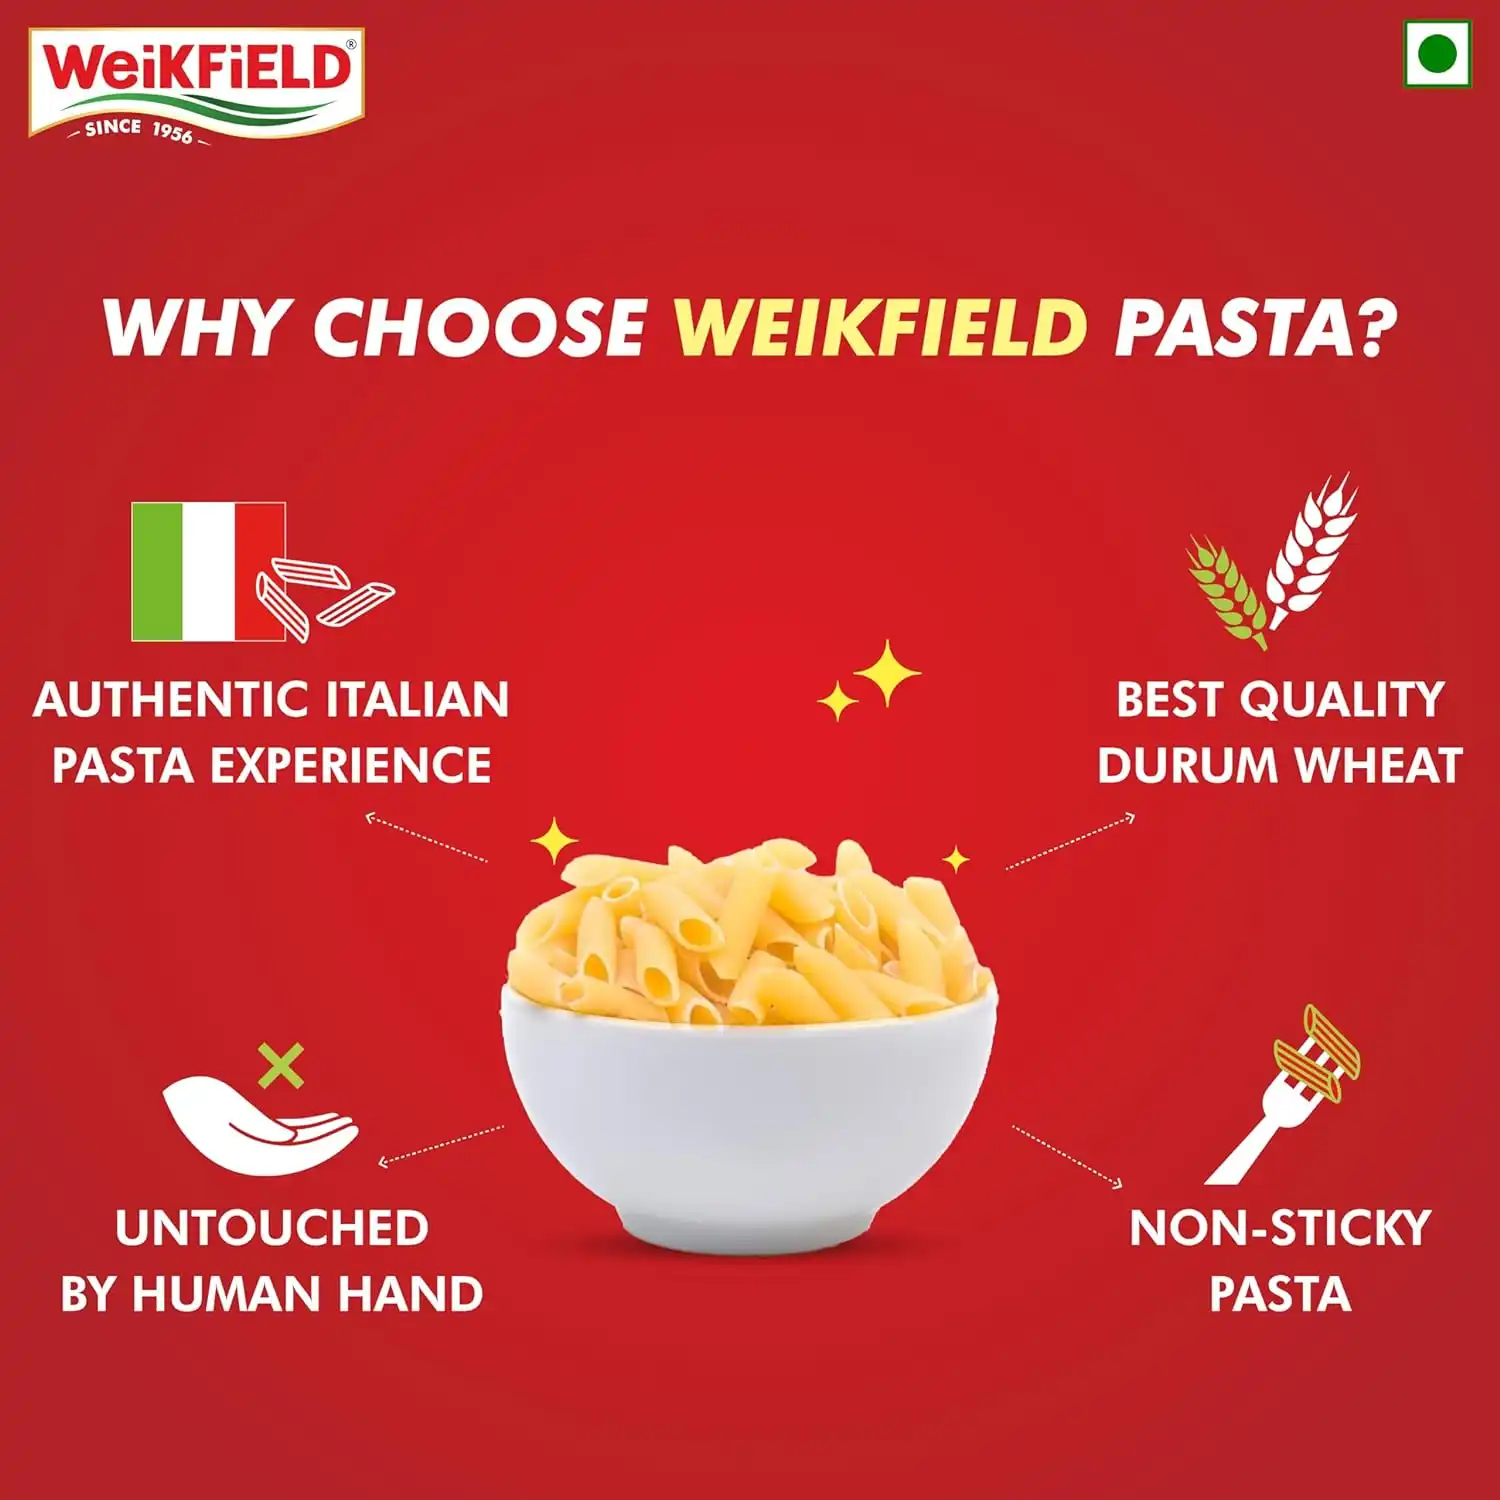 WeiKFiELD®
SINCE 1956
WHY CHOOSE WEIKFIELD PASTA?
AUTHENTIC ITALIAN
PASTA EXPERIENCE
BEST QUALITY
DURUM WHEAT
UNTOUCHED
BY HUMAN HAND
NON-STICKY
PASTA